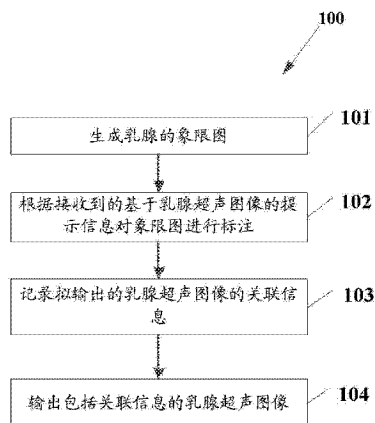 100
101
生成乳腺的象限图
102
根据接收到的基于乳腺超声图像的提
示信息对象限图进行标注
103
记录拟输出的乳腺超声图像的关联信
息
104
输出包括关联信息的乳腺超声图像